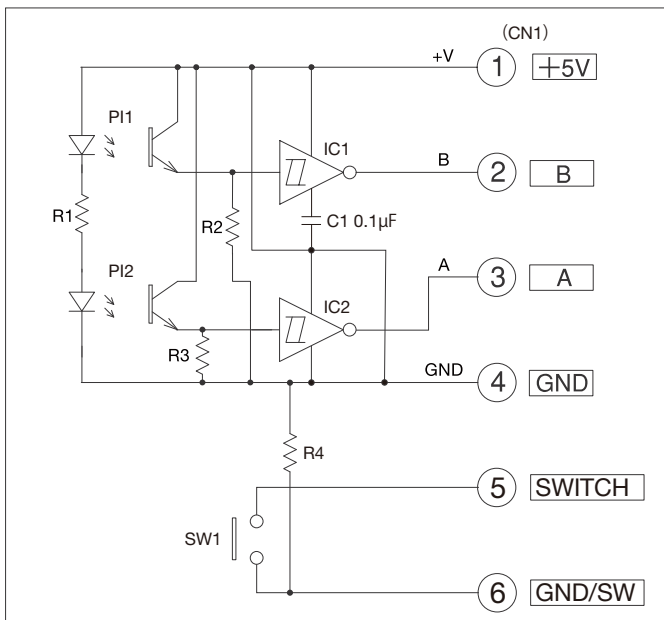 (CN1)
+V 1 +5V
PI1
IC1
B 2 B
R1 R2 C1 0.1μF
PI2
A 3 A
IC2
R3
GND 4 GND
R4
5 SWITCH
SW1
6 GND/SW